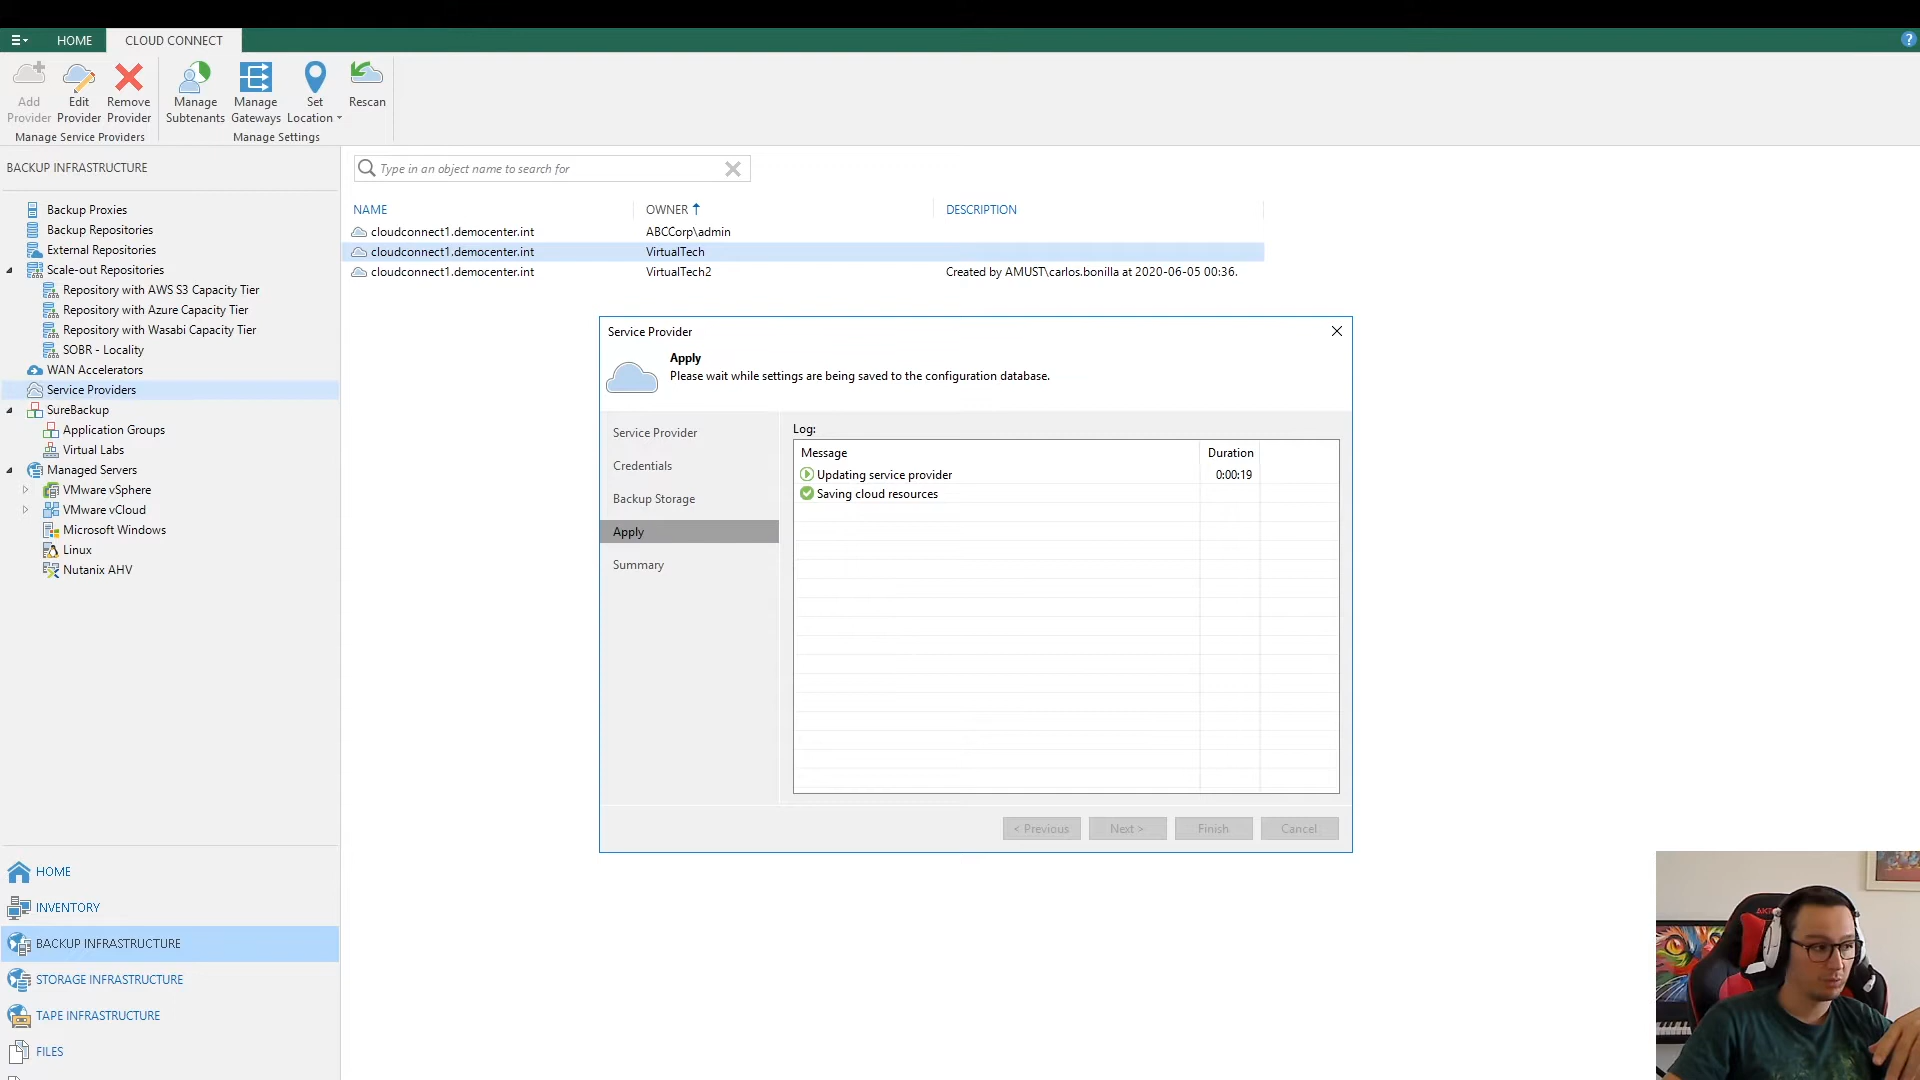 HOME
CLOUD CONNECT
?
Add Provider
Edit Provider
Remove Provider
Manage Subtenants
Manage Gateways
Set Location
Rescan
Manage Service Providers
Manage Settings
BACKUP INFRASTRUCTURE
Backup Proxies
Backup Repositories
External Repositories
Scale-out Repositories
Repository with AWS S3 Capacity Tier
Repository with Azure Capacity Tier
Repository with Wasabi Capacity Tier
SOBR - Locality
WAN Accelerators
Service Providers
SureBackup
Application Groups
Virtual Labs
Managed Servers
VMware vSphere
VMware vCloud
Microsoft Windows
Linux
Nutanix AHV
HOME
INVENTORY
BACKUP INFRASTRUCTURE
STORAGE INFRASTRUCTURE
TAPE INFRASTRUCTURE
FILES
Type in an object name to search for
NAME OWNER DESCRIPTION
cloudconnect1.democenter.int ABCCorp\admin
cloudconnect1.democenter.int VirtualTech
cloudconnect1.democenter.int VirtualTech2 Created by AMUST\carlos.bonilla at 2020-06-05 00:36.
Service Provider
Apply
Please wait while settings are being saved to the configuration database.
Service Provider
Credentials
Backup Storage
Apply
Summary
Log:
Message Duration
Updating service provider 0:00:19
Saving cloud resources
< Previous
Next >
Finish
Cancel